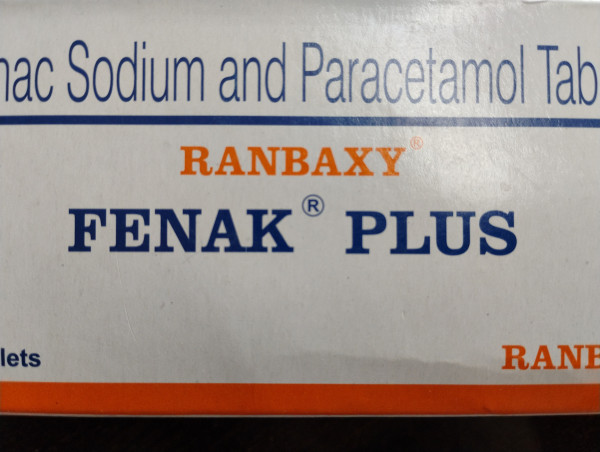 nac Sodium and Paracetamol Tab
RANBAXY®
FENAK® PLUS
lets
RANB